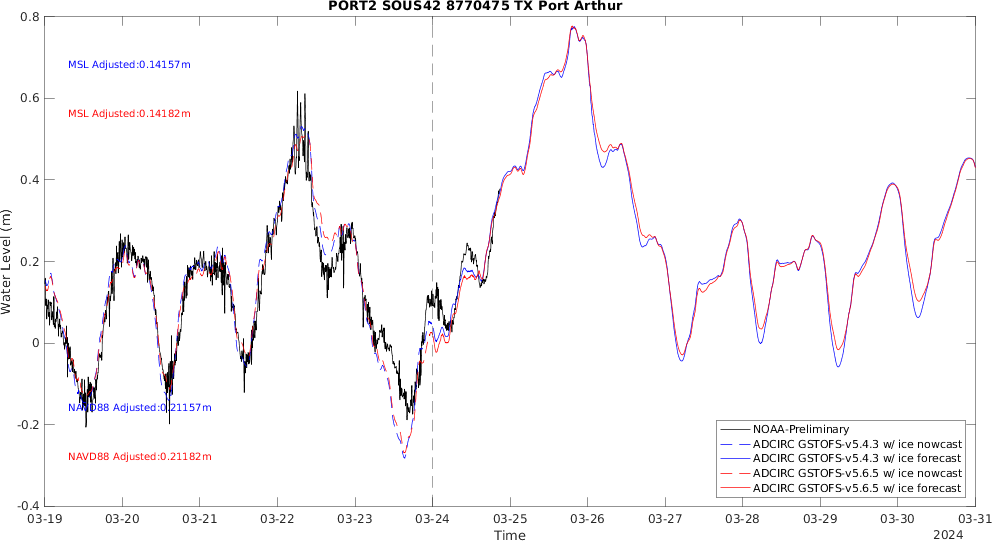 PORT2 SOUS42 8770475 TX Port Arthur
0.8
MSL Adjusted:0.14157m
0.6
MSL Adjusted:0.14182m
0.4
0.2
Water Level (m)
0
-0.2
NAVD88 Adjusted:0.21157m
NAVD88 Adjusted:0.21182m
-0.4
NOAA-Preliminary
ADCIRC GSTOFS-v5.4.3 w/ ice nowcast
ADCIRC GSTOFS-v5.4.3 w/ ice forecast
ADCIRC GSTOFS-v5.6.5 w/ ice nowcast
ADCIRC GSTOFS-v5.6.5 w/ ice forecast
03-19 03-20 03-21 03-22 03-23 03-24 03-25 03-26 03-27 03-28 03-29 03-30 03-31
Time
2024